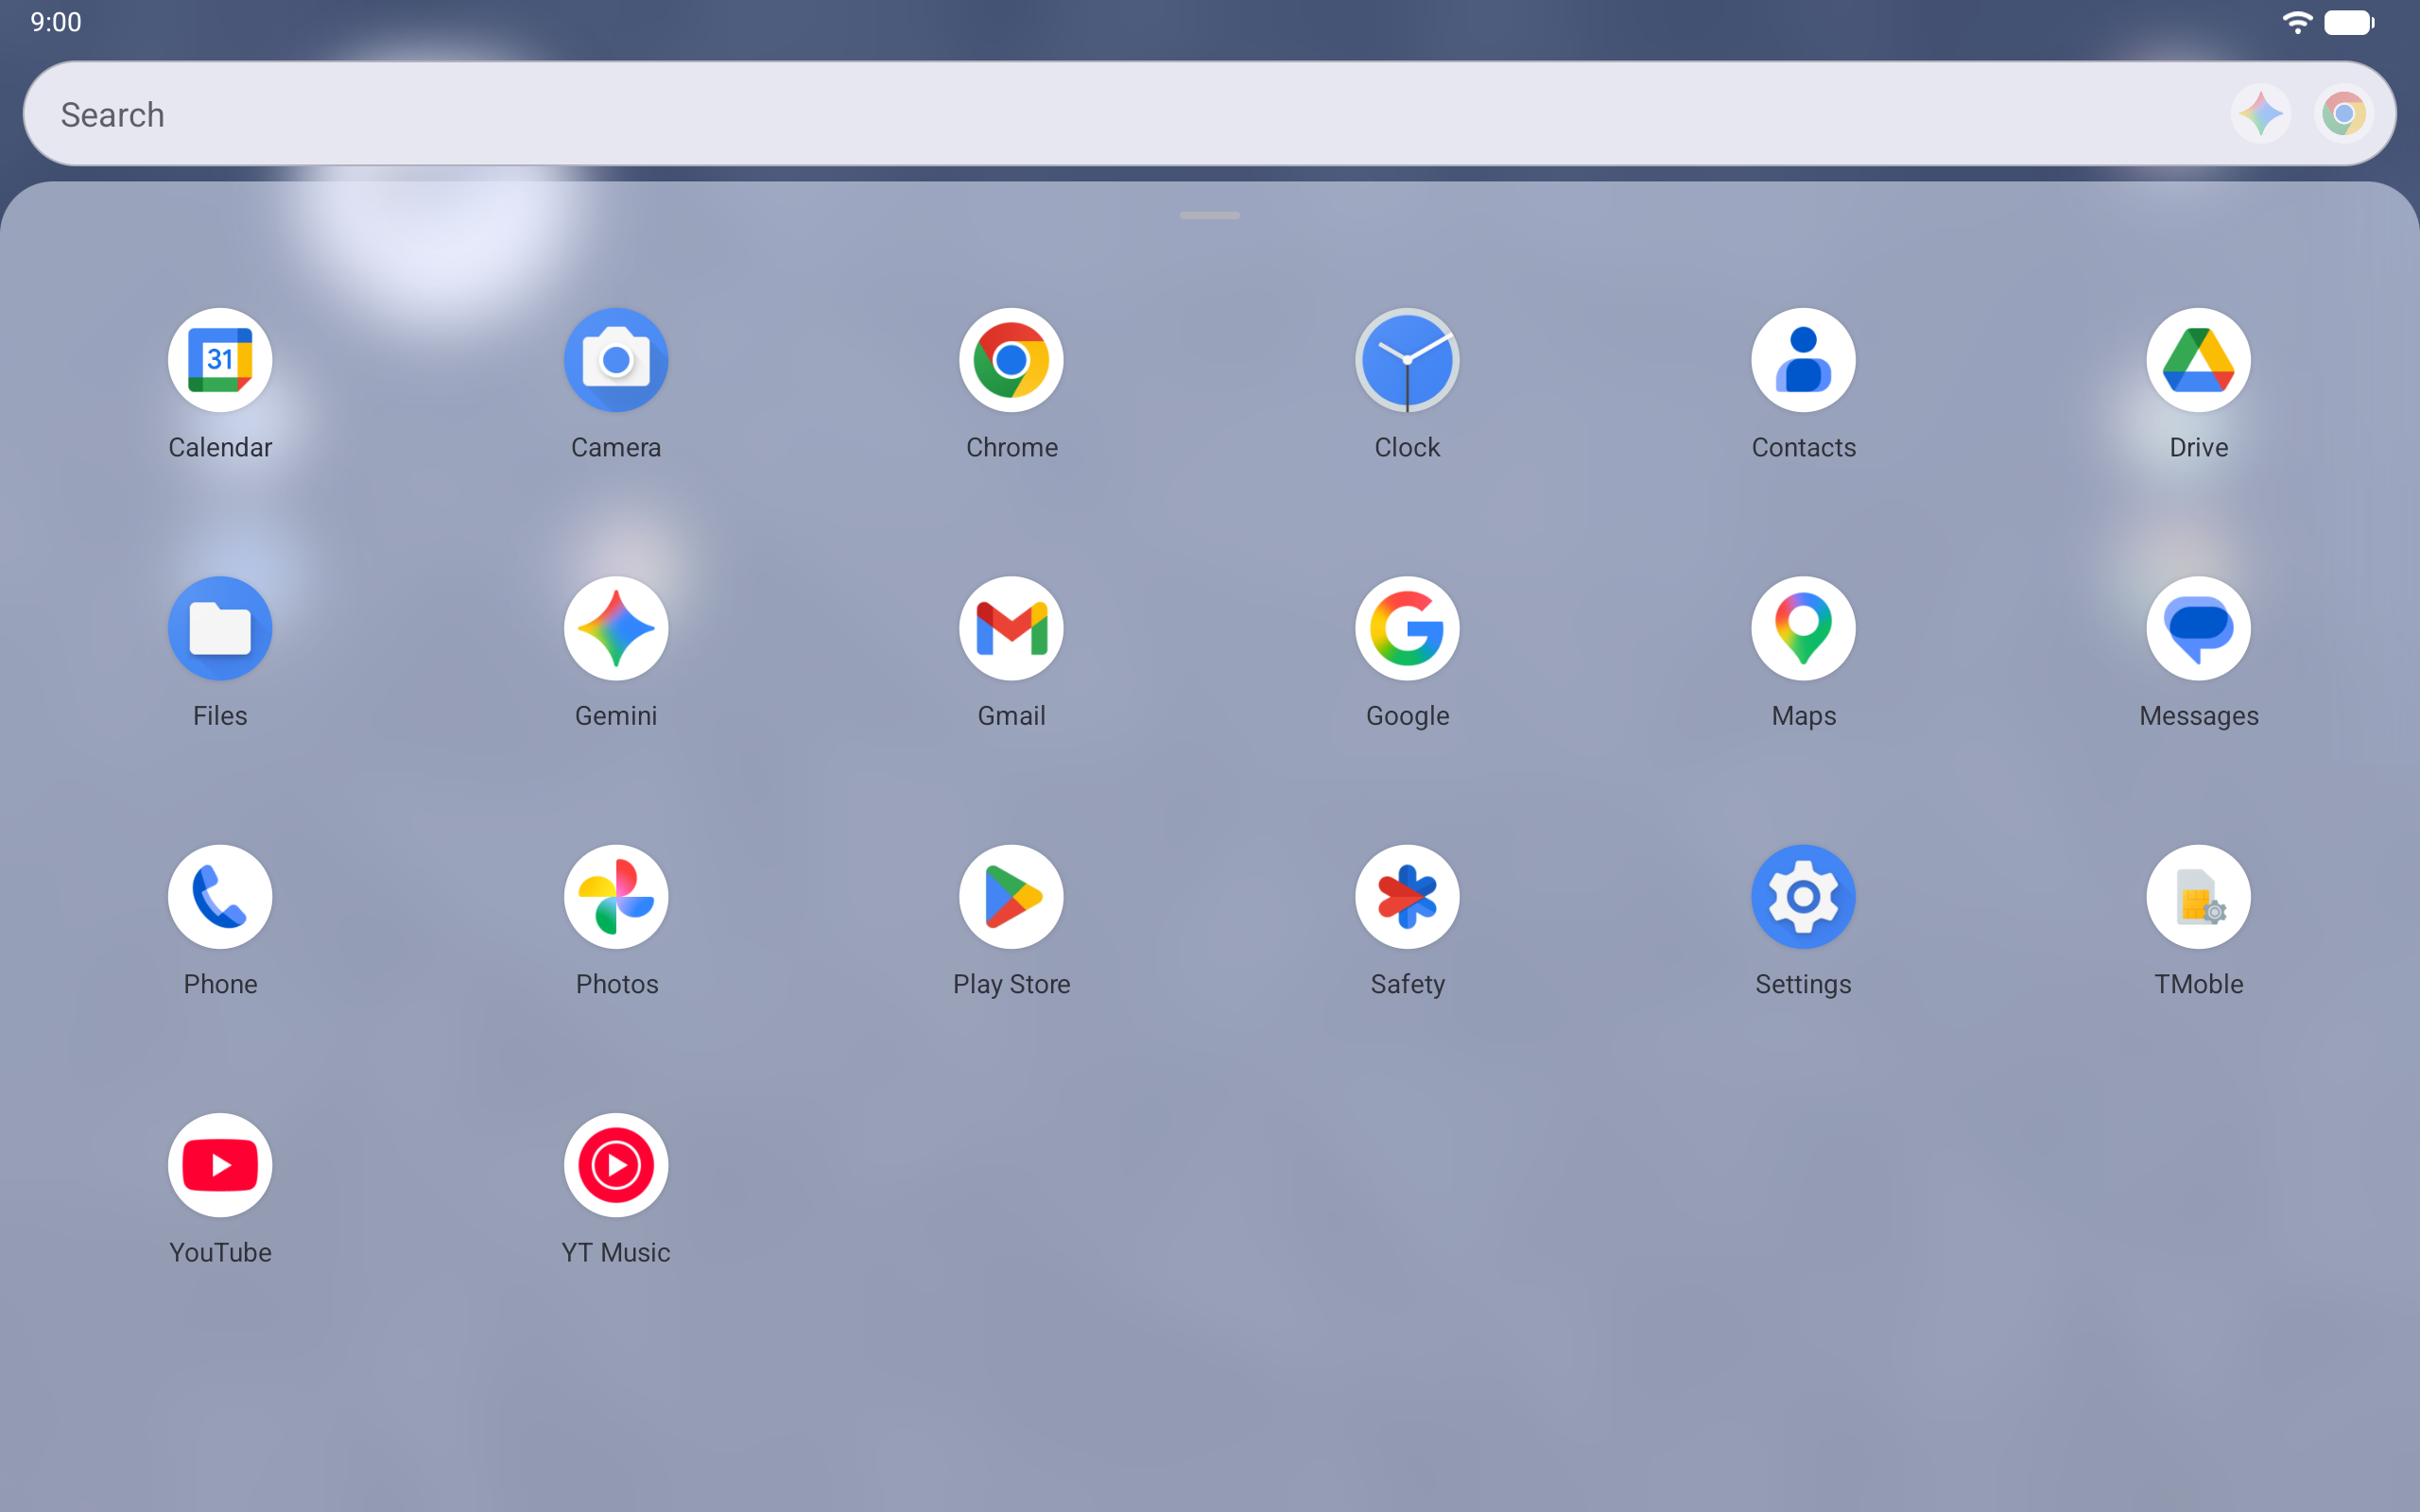 9:00
Search
31
Calendar
Camera
Chrome
Clock
Contacts
Drive
Files
Gemini
Gmail
Google
Maps
Messages
Phone
Photos
Play Store
Safety
Settings
TMoble
YouTube
YT Music